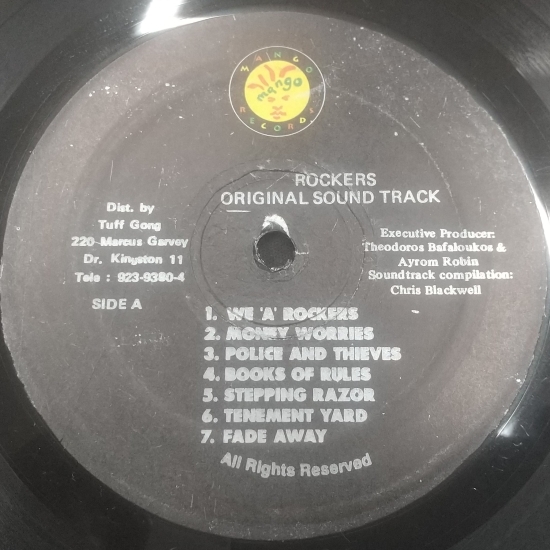 MANGO
mango
RECORDS
ROCKERS
ORIGINAL SOUND TRACK
Dist. by
Tuff Gong
220 Marcus Garvey
Dr. Kingston 11
Tele : 923-9380-4
SIDE A
Executive Producer:
Theodoros Bafaloukos &
Ayrom Robin
Soundtrack compilation:
Chris Blackwell
1. WE 'A' ROCKERS
2. MONEY WORRIES
3. POLICE AND THIEVES
4. BOOKS OF RULES
5. STEPPING RAZOR
6. TENEMENT YARD
7. FADE AWAY
All Rights Reserved